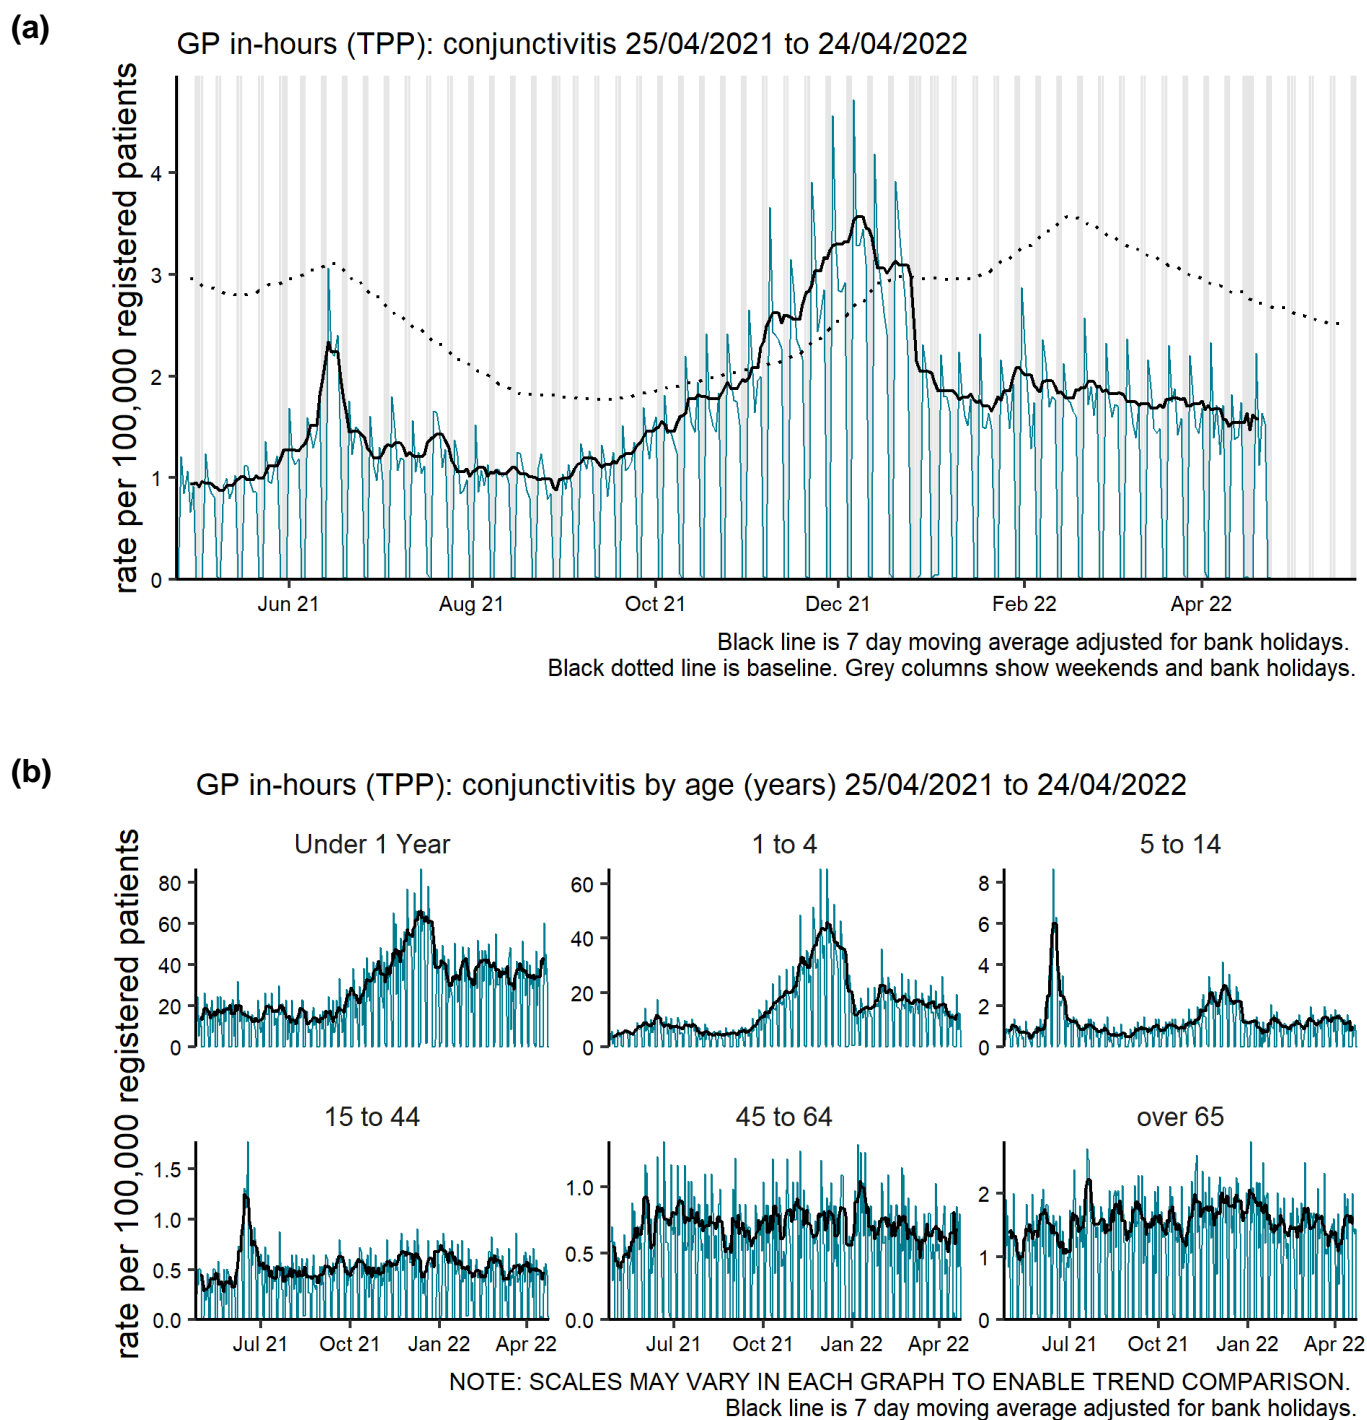 (a)
GP in-hours (TPP): conjunctivitis 25/04/2021 to 24/04/2022
rate per 100,000 registered patients
4
3
2
1
0
Jun 21 Aug 21 Oct 21 Dec 21 Feb 22 Apr 22
Black line is 7 day moving average adjusted for bank holidays.
Black dotted line is baseline. Grey columns show weekends and bank holidays.
(b)
GP in-hours (TPP): conjunctivitis by age (years) 25/04/2021 to 24/04/2022
rate per 100,000 registered patients
Under 1 Year
80
60
40
20
0
1 to 4
60
40
20
0
5 to 14
8
6
4
2
0
15 to 44
1.5
1.0
0.5
0.0
Jul 21 Oct 21 Jan 22 Apr 22
45 to 64
1.0
0.5
0.0
Jul 21 Oct 21 Jan 22 Apr 22
over 65
2
1
0
Jul 21 Oct 21 Jan 22 Apr 22
NOTE: SCALES MAY VARY IN EACH GRAPH TO ENABLE TREND COMPARISON.
Black line is 7 day moving average adjusted for bank holidays.